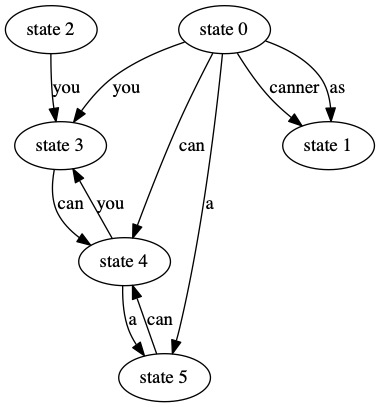 state 2
state 0
you
you
canner
as
state 3
can
state 1
can
you
a
state 4
a
can
state 5